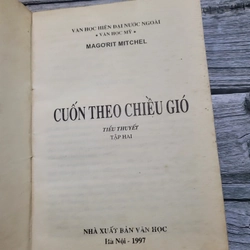 VĂN HỌC HIỆN ĐẠI NƯỚC NGOÀI
* VĂN HỌC MỸ *
MAGORIT MITCHEL
CUỐN THEO CHIỀU GIÓ
TIỂU THUYẾT
TẬP HAI
NHÀ XUẤT BẢN VĂN HỌC
Hà Nội - 1997